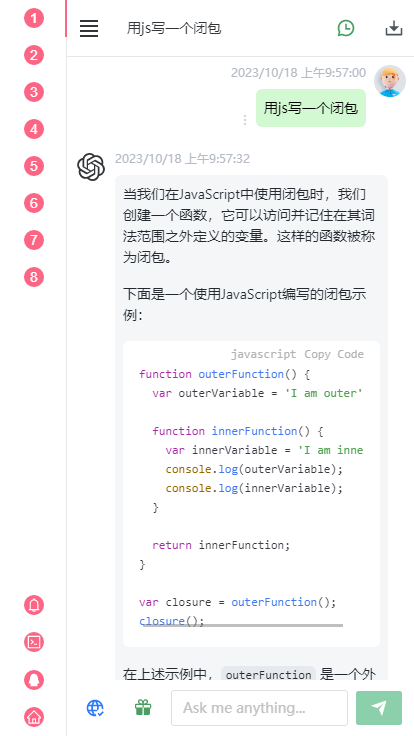 1
2
3
4
5
6
7
8
用js写一个闭包
2023/10/18 上午9:57:00
用js写一个闭包
2023/10/18 上午9:57:32
当我们在JavaScript中使用闭包时，我们
创建一个函数，它可以访问并记住在其词
法范围之外定义的变量。这样的函数被称
为闭包。
下面是一个使用JavaScript编写的闭包示
例：
javascript Copy Code
function outerFunction() {
  var outerVariable = 'I am outer'
  function innerFunction() {
    var innerVariable = 'I am inne
    console.log(outerVariable);
    console.log(innerVariable);
  }
  return innerFunction;
}
var closure = outerFunction();
closure();
在上述示例中，outerFunction 是一个外
Ask me anything...